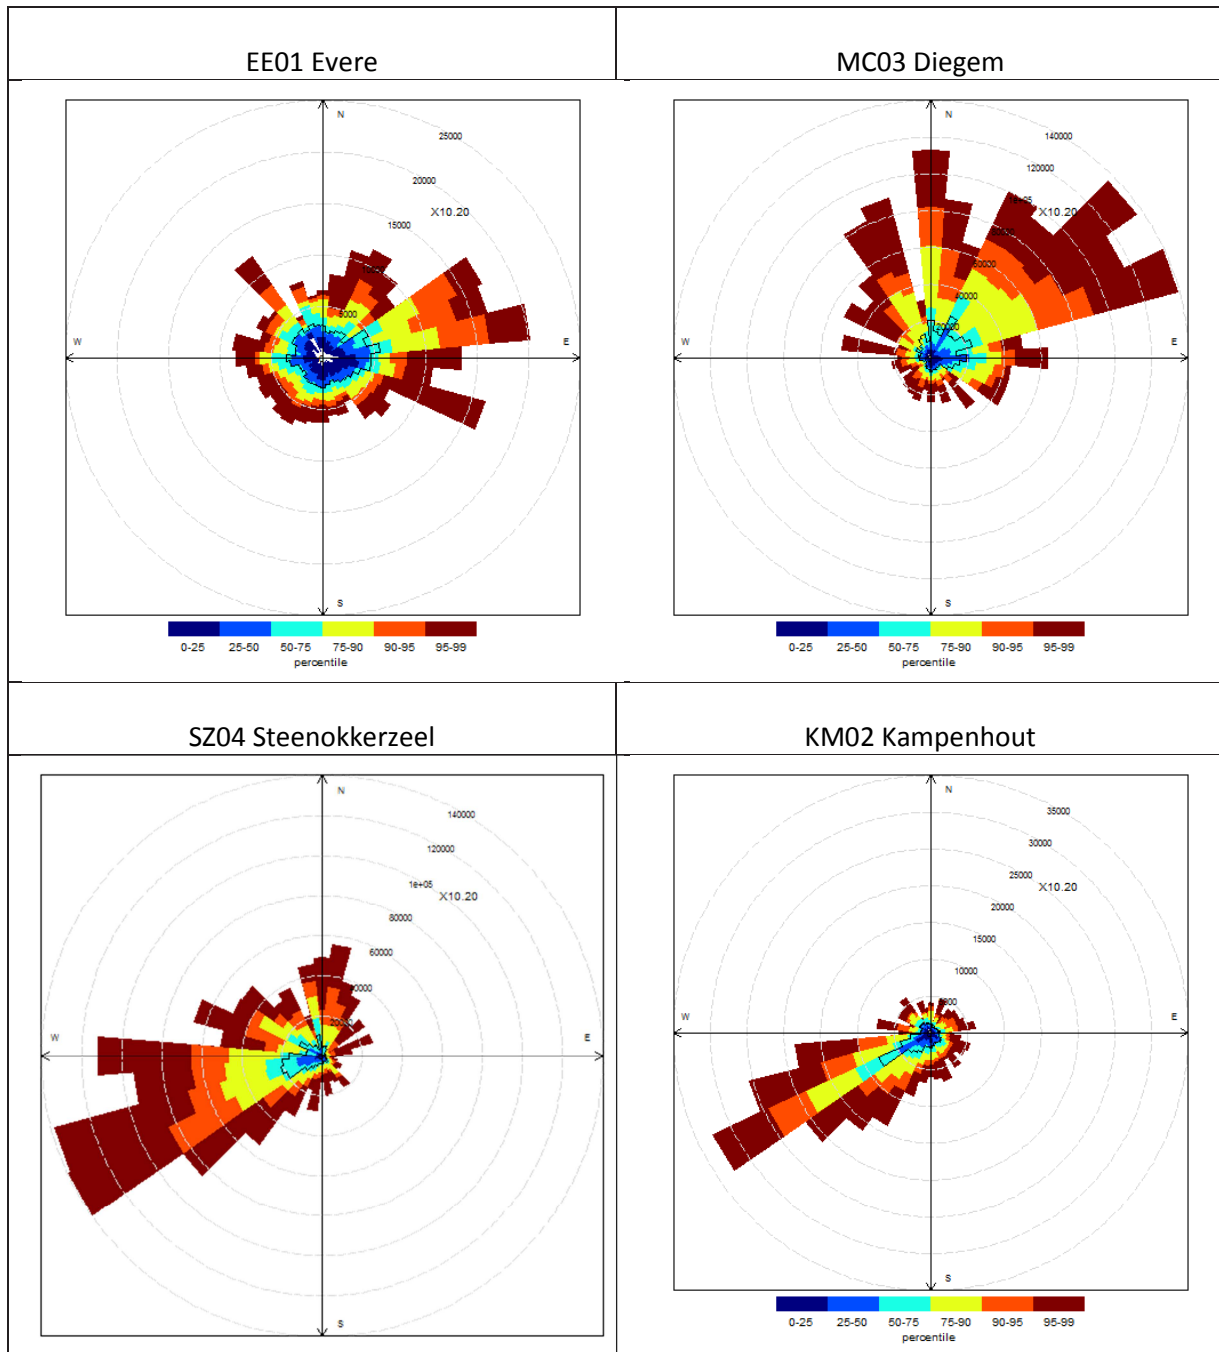 EE01 Evere
MC03 Diegem
N
25000
20000
X10.20
15000
10000
5000
W
E
S
0-25 25-50 50-75 75-90 90-95 95-99
percentile
N
140000
120000
1e+05
X10.20
80000
60000
40000
20000
W
E
S
0-25 25-50 50-75 75-90 90-95 95-99
percentile
SZ04 Steenokkerzeel
KM02 Kampenhout
N
140000
120000
1e+05
X10.20
80000
60000
40000
20000
W
E
S
N
35000
30000
25000
X10.20
20000
15000
10000
5000
W
E
S
0-25 25-50 50-75 75-90 90-95 95-99
percentile